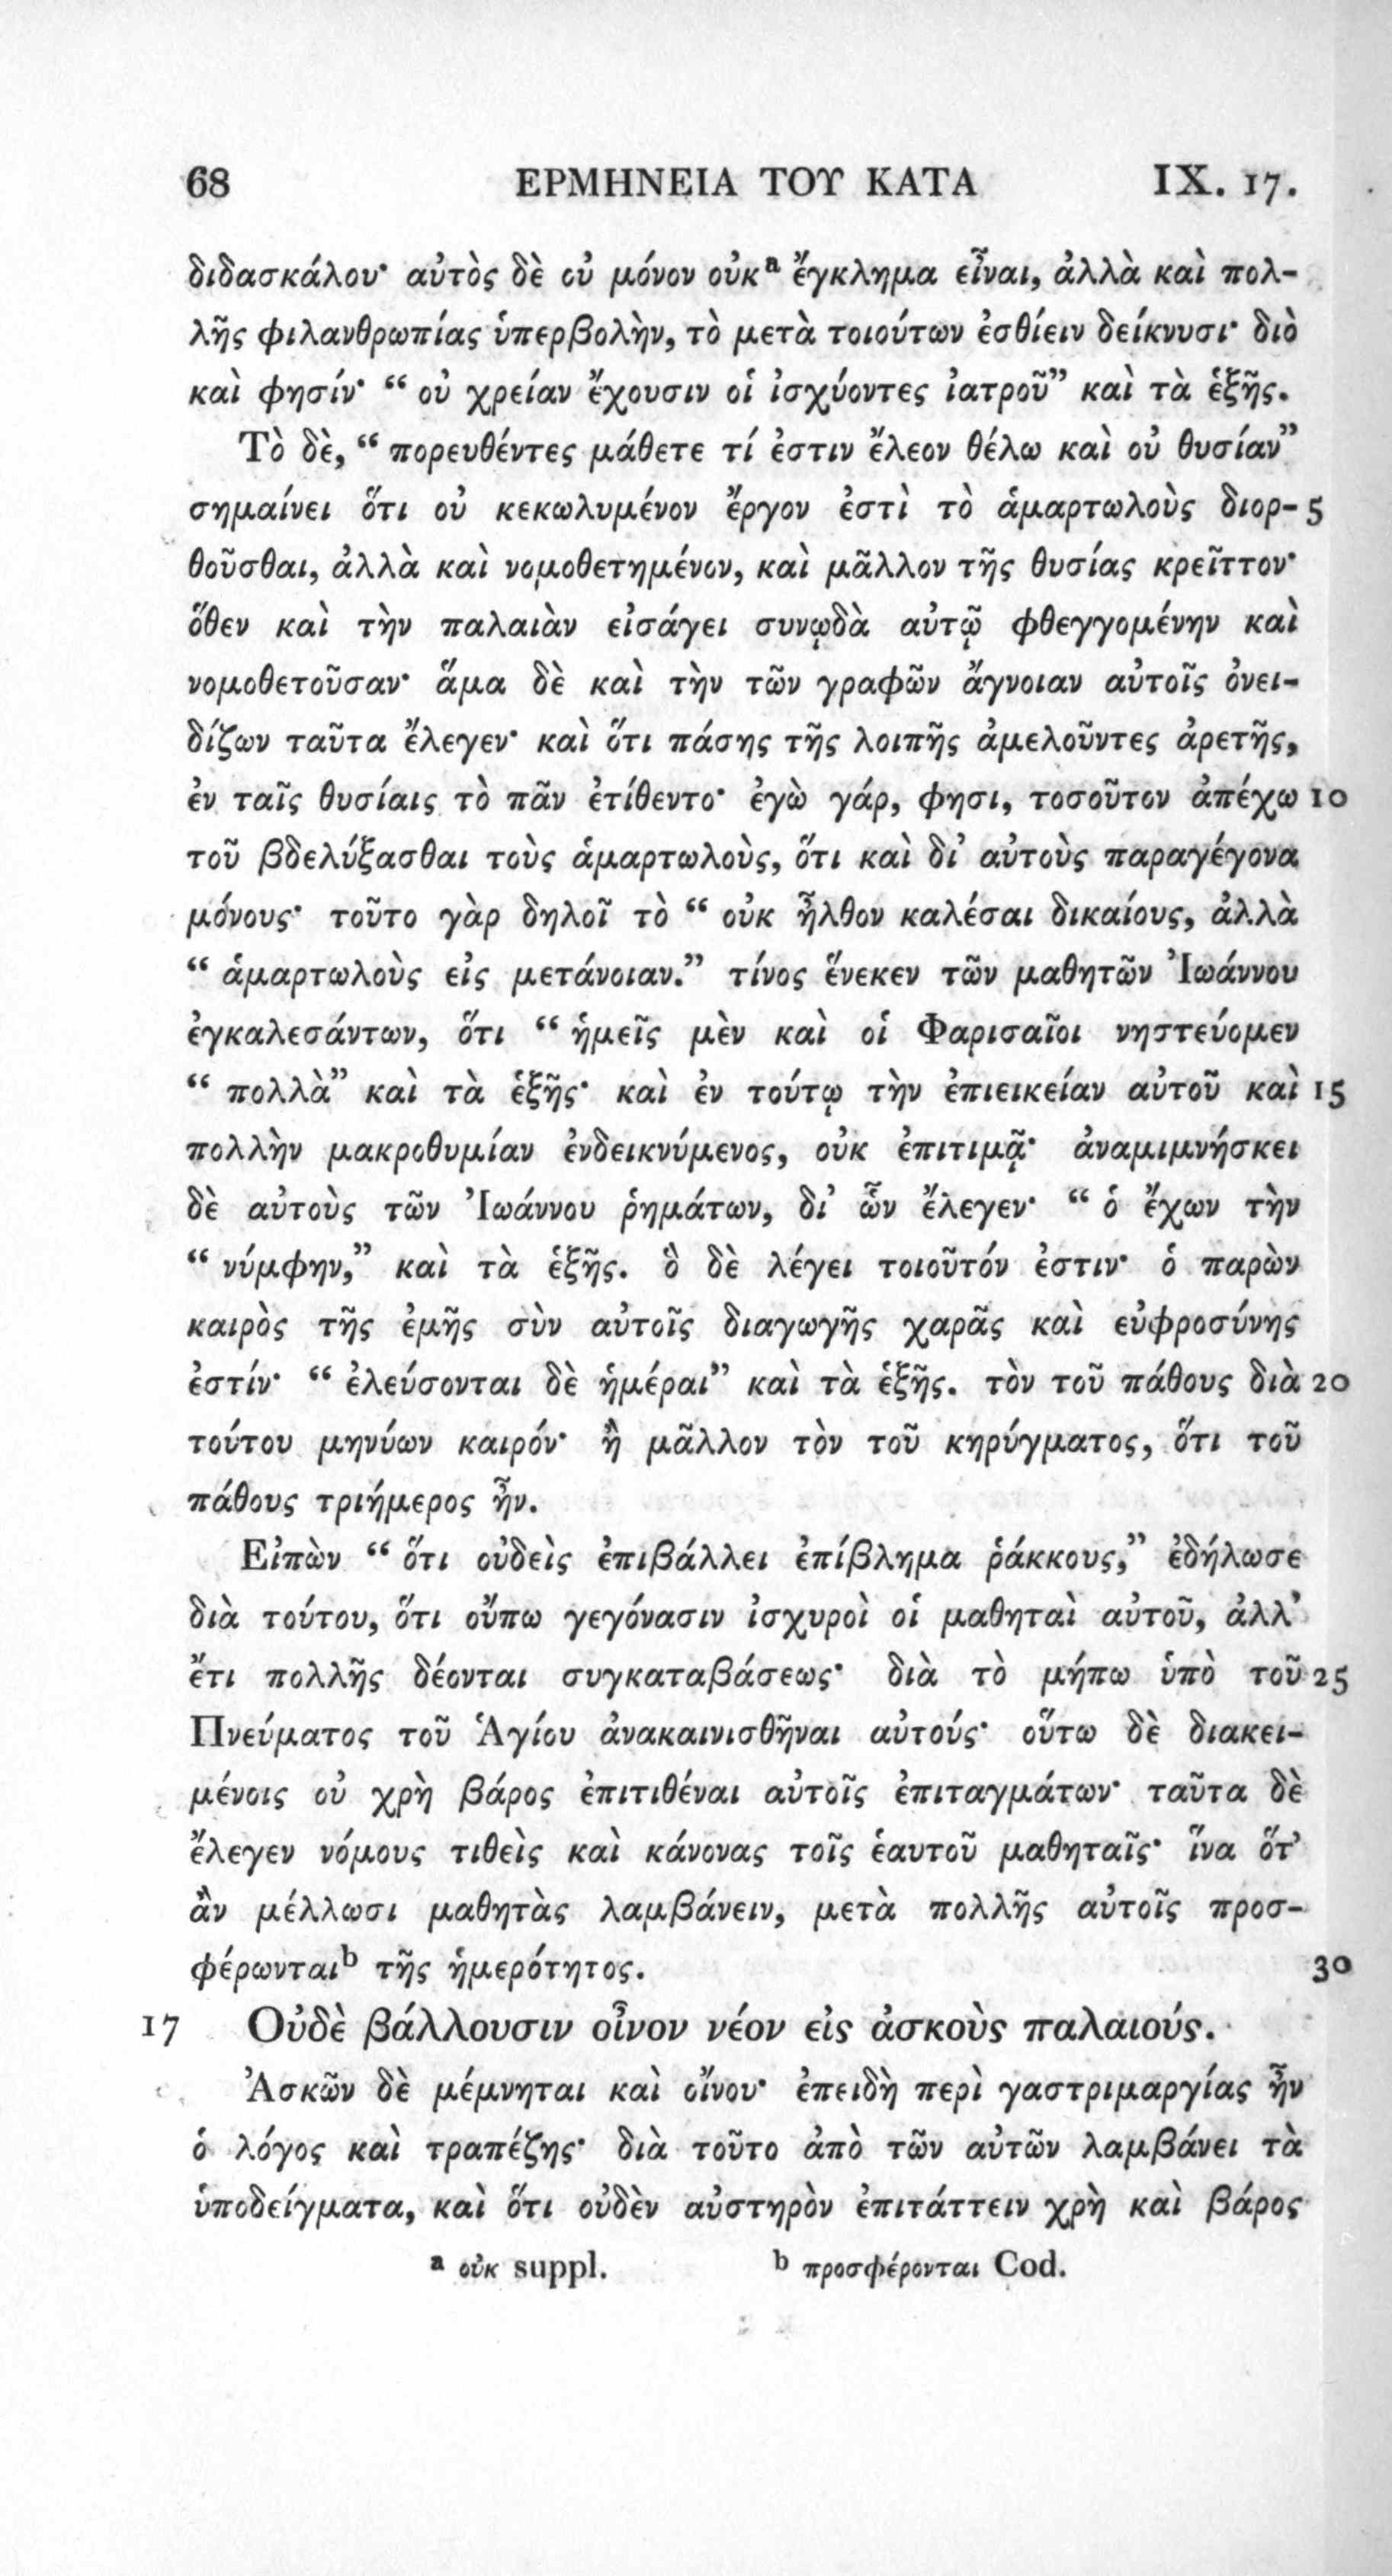 68 ΕΡΜΗΝΕΙΑ ΤΟΥ ΚΑΤΑ IX. 17.
διδασκάλου· αὐτὸς δὲ οὐ μόνον οὐκᵃ ἔγκλημα εἶναι, ἀλλὰ καὶ πολ-
λῆς φιλανθρωπίας ὑπερβολὴν, τὸ μετὰ τοιούτων ἐσθίειν δείκνυσι· διὸ
καὶ φησίν· “ οὐ χρείαν ἔχουσιν οἱ ἰσχύοντες ἰατροῦ” καὶ τὰ ἑξῆς.
Τὸ δὲ, “ πορευθέντες μάθετε τί ἐστιν ἔλεον θέλω καὶ οὐ θυσίαν”
σημαίνει ὅτι οὐ κεκωλυμένον ἔργον ἐστὶ τὸ ἁμαρτωλοὺς διορ- 5
θοῦσθαι, ἀλλὰ καὶ νομοθετημένον, καὶ μᾶλλον τῆς θυσίας κρεῖττον·
ὅθεν καὶ τὴν παλαιὰν εἰσάγει συνῳδὰ αὐτῷ φθεγγομένην καὶ
νομοθετοῦσαν· ἅμα δὲ καὶ τὴν τῶν γραφῶν ἄγνοιαν αὐτοῖς ὀνει-
δίζων ταῦτα ἔλεγεν· καὶ ὅτι πάσης τῆς λοιπῆς ἀμελοῦντες ἀρετῆς,
ἐν ταῖς θυσίαις τὸ πᾶν ἐτίθεντο· ἐγὼ γάρ, φησι, τοσοῦτον ἀπέχω 10
τοῦ βδελύξασθαι τοὺς ἁμαρτωλοὺς, ὅτι καὶ δι’ αὐτοὺς παραγέγονα
μόνους· τοῦτο γὰρ δηλοῖ τὸ “ οὐκ ἦλθον καλέσαι δικαίους, ἀλλὰ
“ ἁμαρτωλοὺς εἰς μετάνοιαν.” τίνος ἕνεκεν τῶν μαθητῶν Ἰωάννου
ἐγκαλεσάντων, ὅτι “ ἡμεῖς μὲν καὶ οἱ Φαρισαῖοι νηστεύομεν
“ πολλὰ” καὶ τὰ ἑξῆς· καὶ ἐν τούτῳ τὴν ἐπιεικείαν αὐτοῦ καὶ 15
πολλὴν μακροθυμίαν ἐνδεικνύμενος, οὐκ ἐπιτιμᾷ· ἀναμιμνήσκει
δὲ αὐτοὺς τῶν Ἰωάννου ῥημάτων, δι’ ὧν ἔλεγεν· “ ὁ ἔχων τὴν
“ νύμφην,” καὶ τὰ ἑξῆς. ὃ δὲ λέγει τοιοῦτόν ἐστιν· ὁ παρὼν
καιρὸς τῆς ἐμῆς σὺν αὐτοῖς διαγωγῆς χαρᾶς καὶ εὐφροσύνης
ἐστίν· “ ἐλεύσονται δὲ ἡμέραι” καὶ τὰ ἑξῆς. τὸν τοῦ πάθους διὰ 20
τούτου μηνύων καιρόν· ἢ μᾶλλον τὸν τοῦ κηρύγματος, ὅτι τοῦ
πάθους τριήμερος ἦν.
Εἰπὼν “ ὅτι οὐδεὶς ἐπιβάλλει ἐπίβλημα ῥάκκους,” ἐδήλωσε
διὰ τούτου, ὅτι οὔπω γεγόνασιν ἰσχυροὶ οἱ μαθηταὶ αὐτοῦ, ἀλλ’
ἔτι πολλῆς δέονται συγκαταβάσεως· διὰ τὸ μήπω ὑπὸ τοῦ 25
Πνεύματος τοῦ Ἁγίου ἀνακαινισθῆναι αὐτούς· οὕτω δὲ διακει-
μένοις οὐ χρὴ βάρος ἐπιτιθέναι αὐτοῖς ἐπιταγμάτων· ταῦτα δὲ
ἔλεγεν νόμους τιθεὶς καὶ κάνονας τοῖς ἑαυτοῦ μαθηταῖς· ἵνα ὅτ’
ἂν μέλλωσι μαθητὰς λαμβάνειν, μετὰ πολλῆς αὐτοῖς προσ-
φέρωνταιᵇ τῆς ἡμερότητος. 30
17 Οὐδὲ βάλλουσιν οἶνον νέον εἰς ἀσκοὺς παλαιούς.
Ἀσκῶν δὲ μέμνηται καὶ οἴνου· ἐπειδὴ περὶ γαστριμαργίας ἦν
ὁ λόγος καὶ τραπέζης· διὰ τοῦτο ἀπὸ τῶν αὐτῶν λαμβάνει τὰ
ὑποδείγματα, καὶ ὅτι οὐδὲν αὐστηρὸν ἐπιτάττειν χρὴ καὶ βάρος
ᵃ οὐκ suppl. ᵇ προσφέρονται Cod.